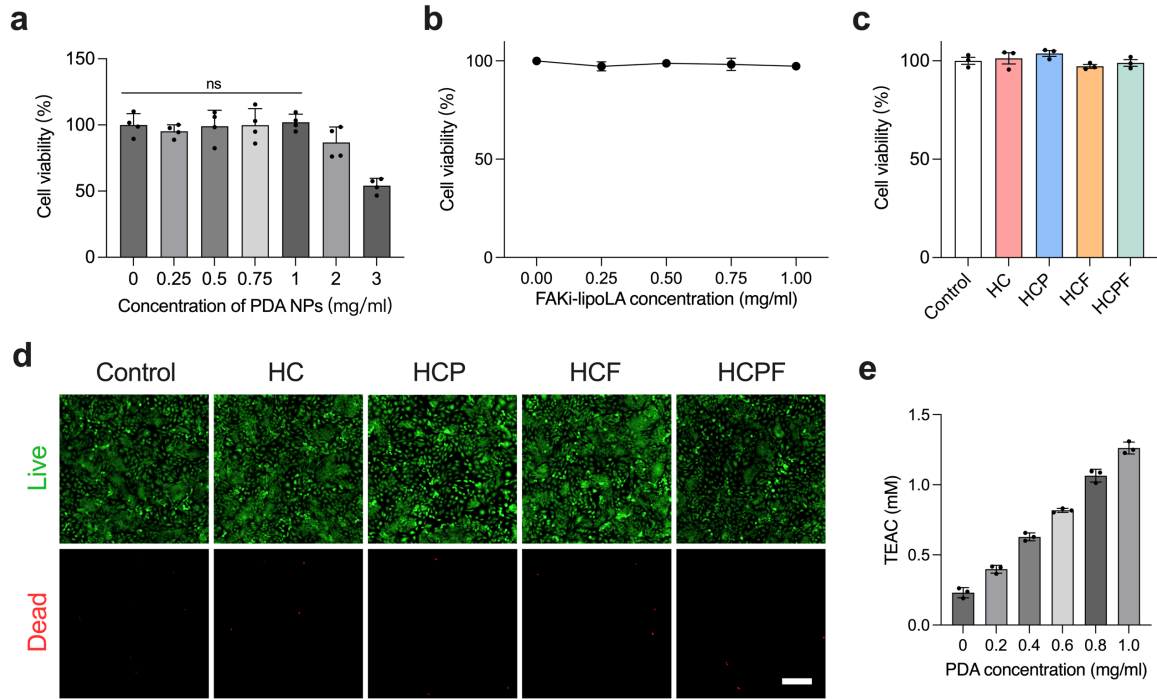 a
ns
Cell viability (%)
150
100
50
0
0 0.25 0.5 0.75 1 2 3
Concentration of PDA NPs (mg/ml)
b
Cell viability (%)
100
50
0
0.00 0.25 0.50 0.75 1.00
FAKi-lipoLA concentration (mg/ml)
c
Cell viability (%)
100
50
0
Control HC HCP HCF HCPF
d
Control HC HCP HCF HCPF
Live
Dead
e
TEAC (mM)
1.5
1.0
0.5
0.0
0 0.2 0.4 0.6 0.8 1.0
PDA concentration (mg/ml)